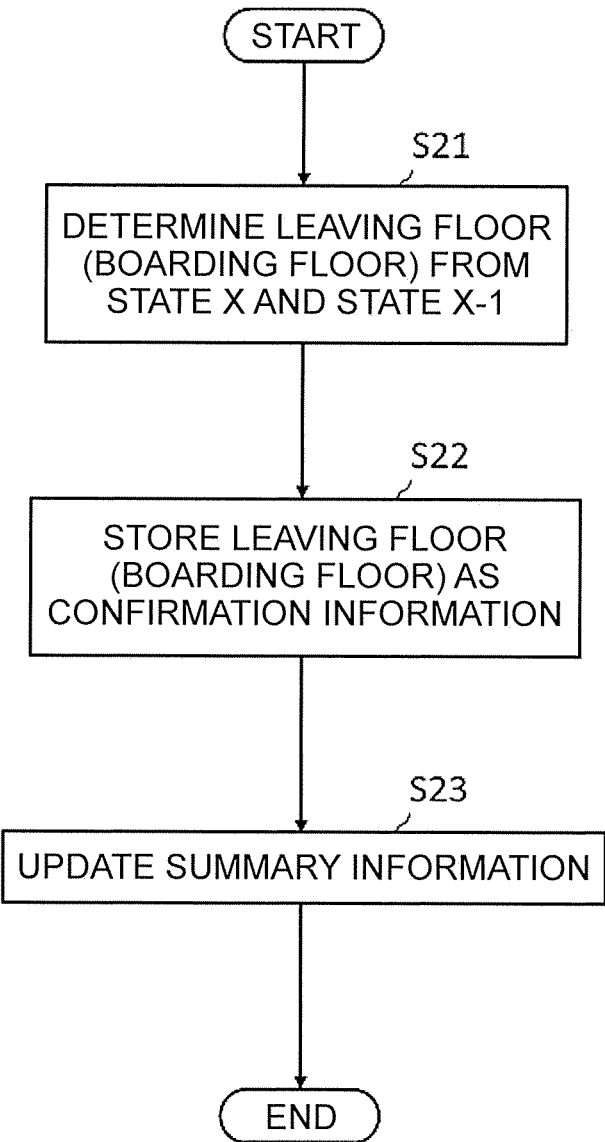 START
S21
DETERMINE LEAVING FLOOR
(BOARDING FLOOR) FROM
STATE X AND STATE X-1
S22
STORE LEAVING FLOOR
(BOARDING FLOOR) AS
CONFIRMATION INFORMATION
S23
UPDATE SUMMARY INFORMATION
END